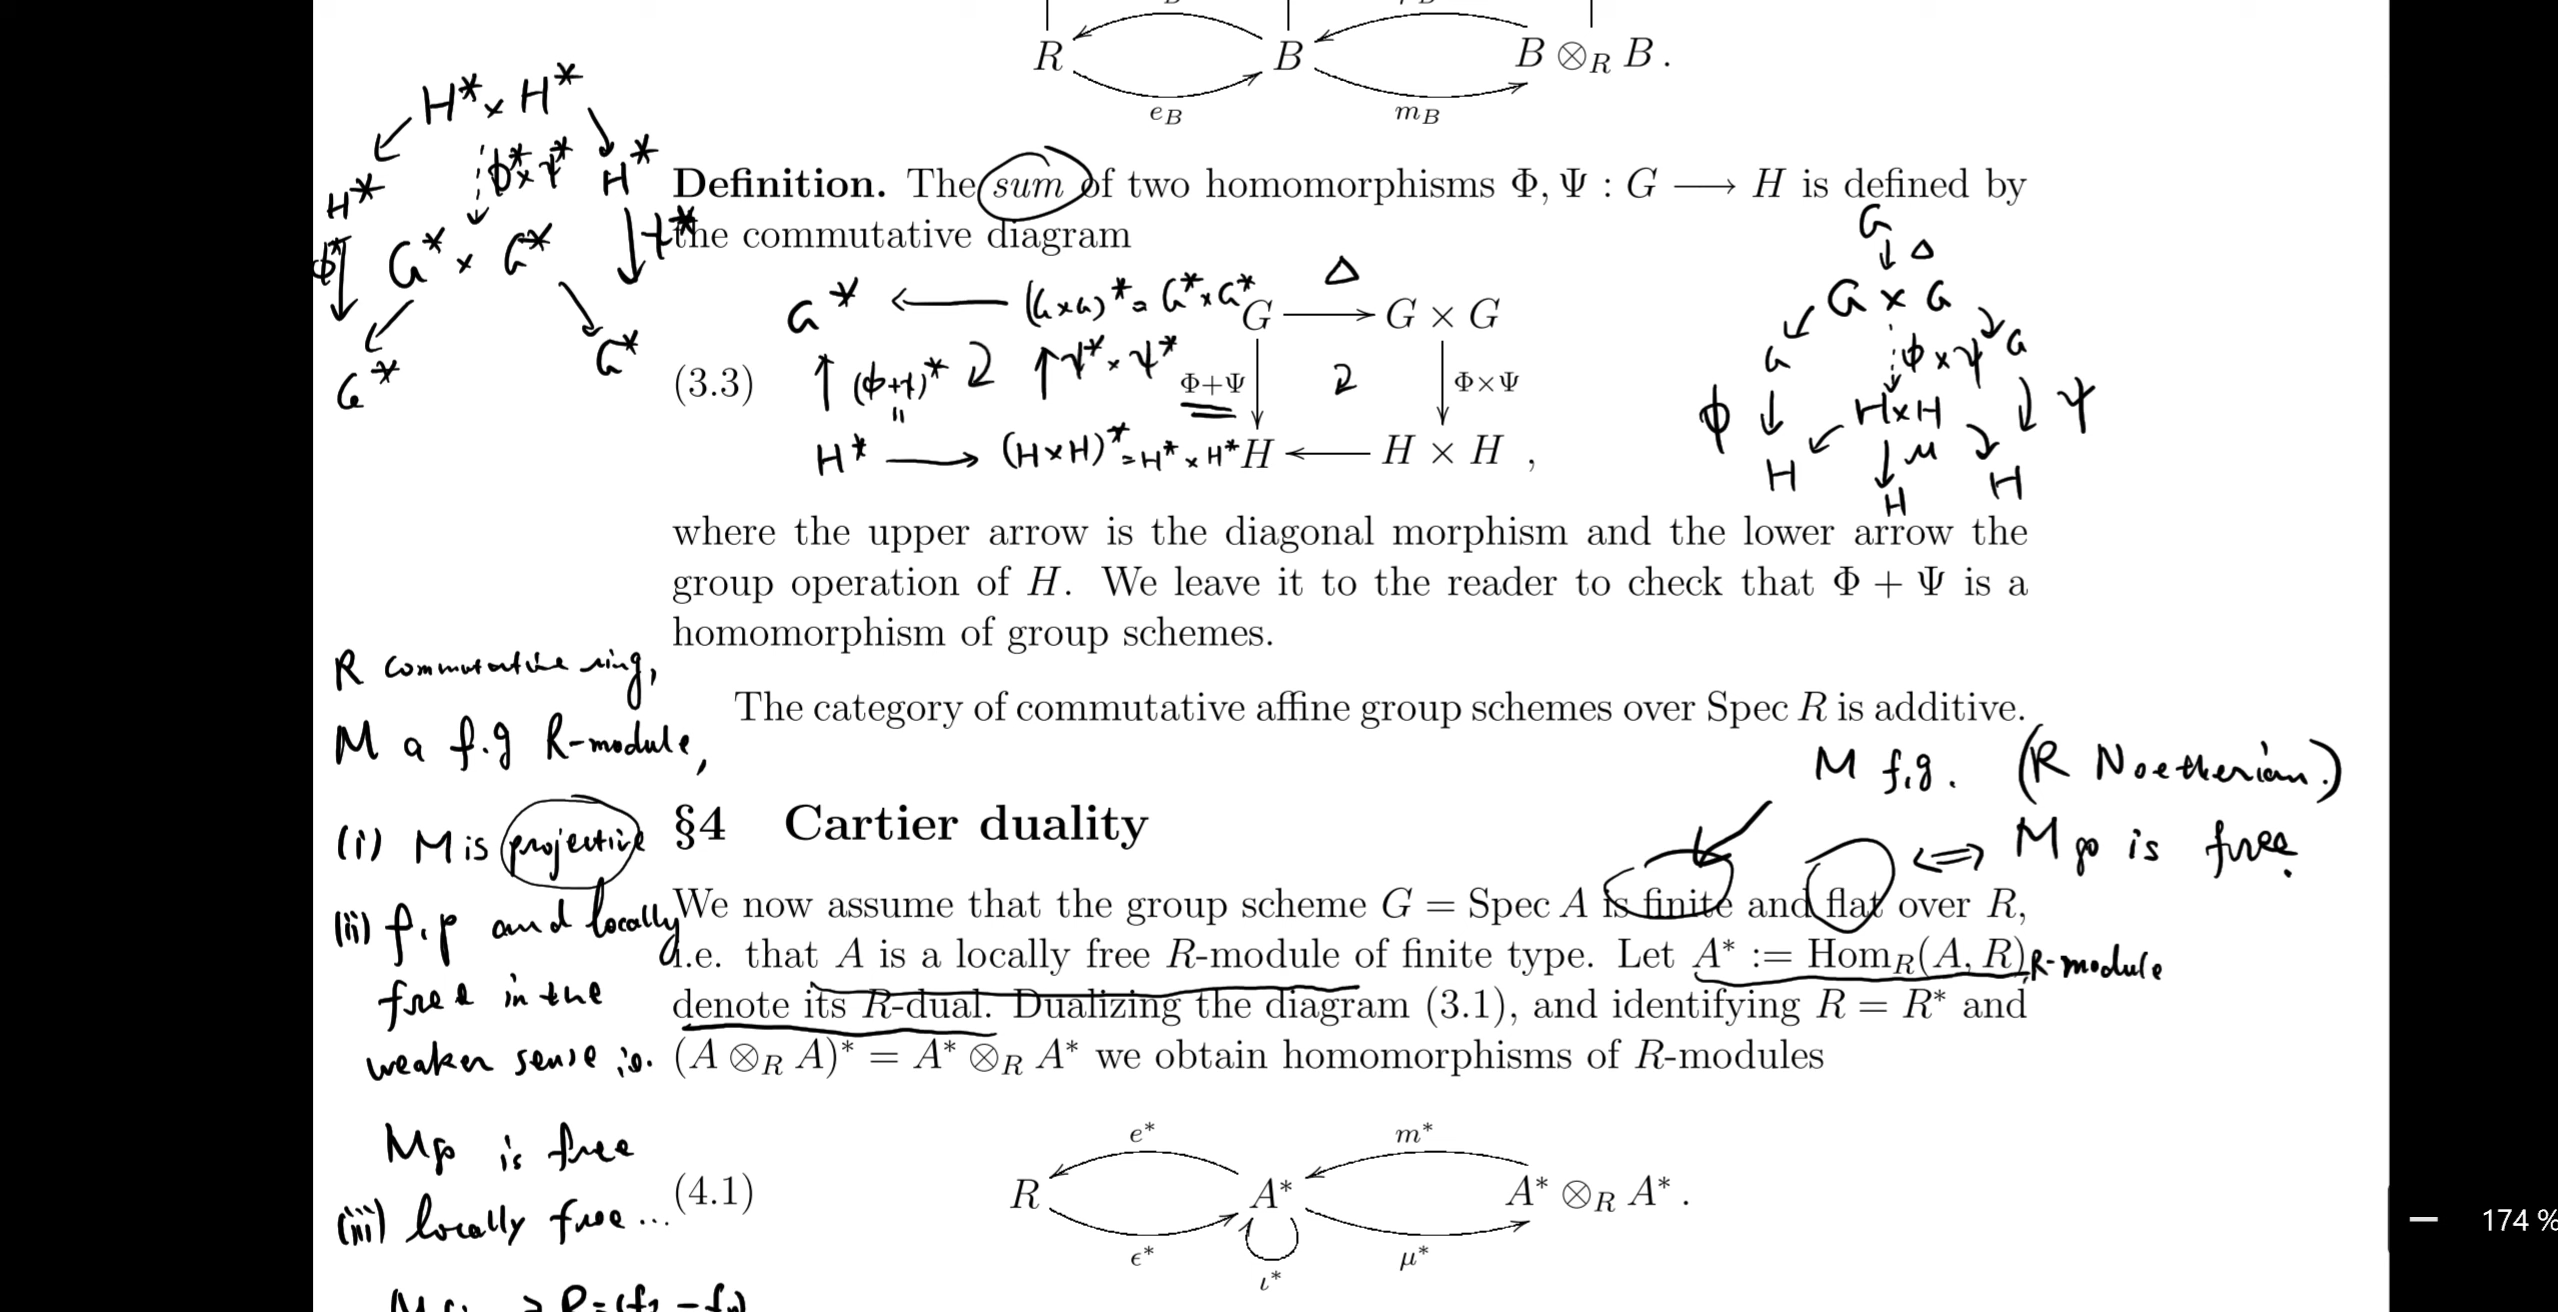 R B B ⊗_R B .
e_B m_B
H* × H*
Φ* × Ψ*
H* H*
Φ* G* × G* Ψ*
G* G*
Definition. The sum of two homomorphisms Φ, Ψ : G ⟶ H is defined by
the commutative diagram
G* ⟵ (G×G)* = G*×G*
(Φ+Ψ)* Ψ* × Ψ*
H* ⟶ (H×H)* = H*×H*
Δ
G ⟶ G × G
(3.3) Φ+Ψ Φ×Ψ
H ⟵ H × H ,
G
↓ Δ
G × G
G Φ × Ψ G
Φ ↓ H×H ↓ Ψ
H ↓ μ H
H
where the upper arrow is the diagonal morphism and the lower arrow the
group operation of H. We leave it to the reader to check that Φ + Ψ is a
homomorphism of group schemes.
R commutative ring,
M a f.g R-module,
(i) M is projective
(ii) f.p and locally
free in the
weaker sense ie.
M℘ is free
(iii) locally free ...
The category of commutative affine group schemes over Spec R is additive.
M f.g. (R Noetherian.)
⟺ M℘ is free.
§4 Cartier duality
We now assume that the group scheme G = Spec A is finite and flat over R,
i.e. that A is a locally free R-module of finite type. Let A* := Hom_R(A, R)
R-module
denote its R-dual. Dualizing the diagram (3.1), and identifying R = R* and
(A ⊗_R A)* = A* ⊗_R A* we obtain homomorphisms of R-modules
e* m*
(4.1) R A* A* ⊗_R A* .
ϵ* ι* μ*
174 %